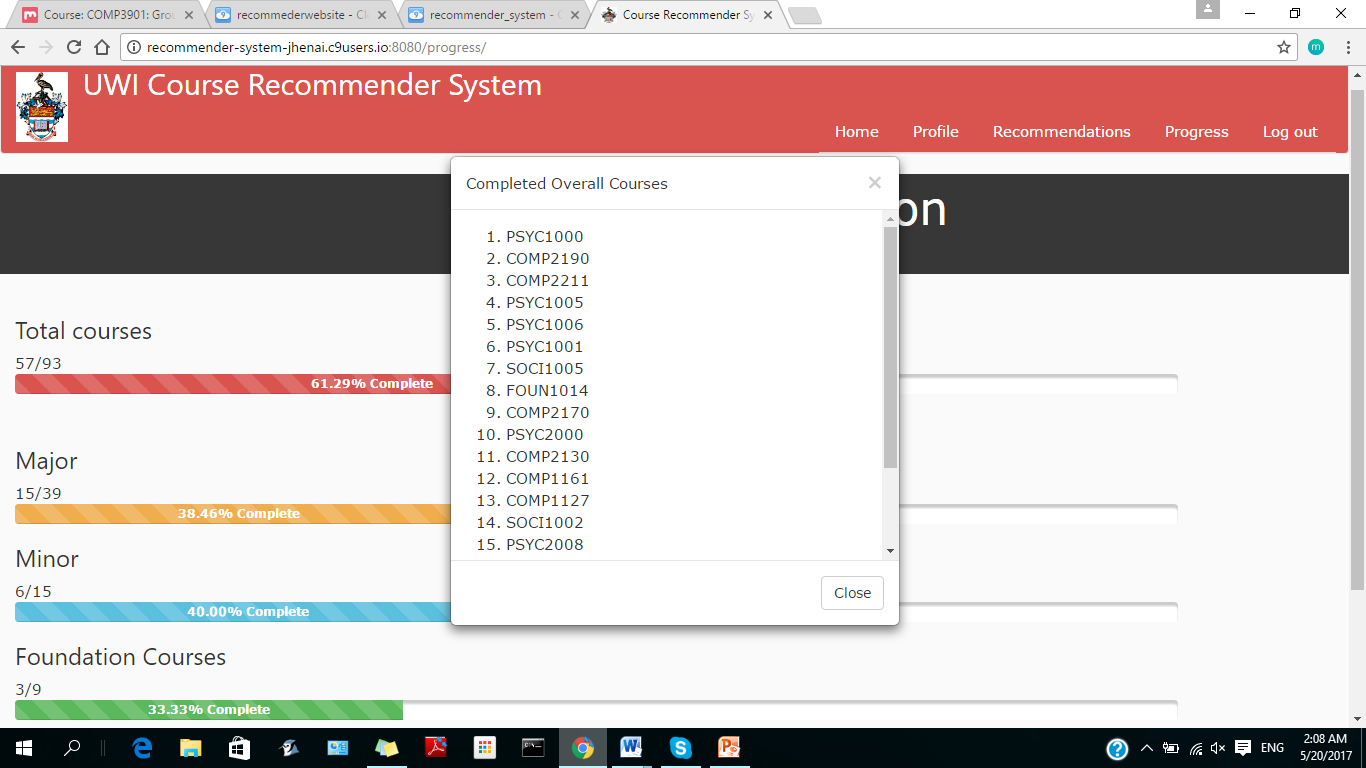 Course: COMP3901: Grou
recommederwebsite - Cl
recommender_system - C
Course Recommender Sy
recommender-system-jhenai.c9users.io:8080/progress/
m
UWI Course Recommender System
Home Profile Recommendations Progress Log out
on
Completed Overall Courses ×
1. PSYC1000
2. COMP2190
3. COMP2211
4. PSYC1005
5. PSYC1006
6. PSYC1001
7. SOCI1005
8. FOUN1014
9. COMP2170
10. PSYC2000
11. COMP2130
12. COMP1161
13. COMP1127
14. SOCI1002
15. PSYC2008
Close
Total courses
57/93
61.29% Complete
Major
15/39
38.46% Complete
Minor
6/15
40.00% Complete
Foundation Courses
3/9
33.33% Complete
ENG
2:08 AM
5/20/2017